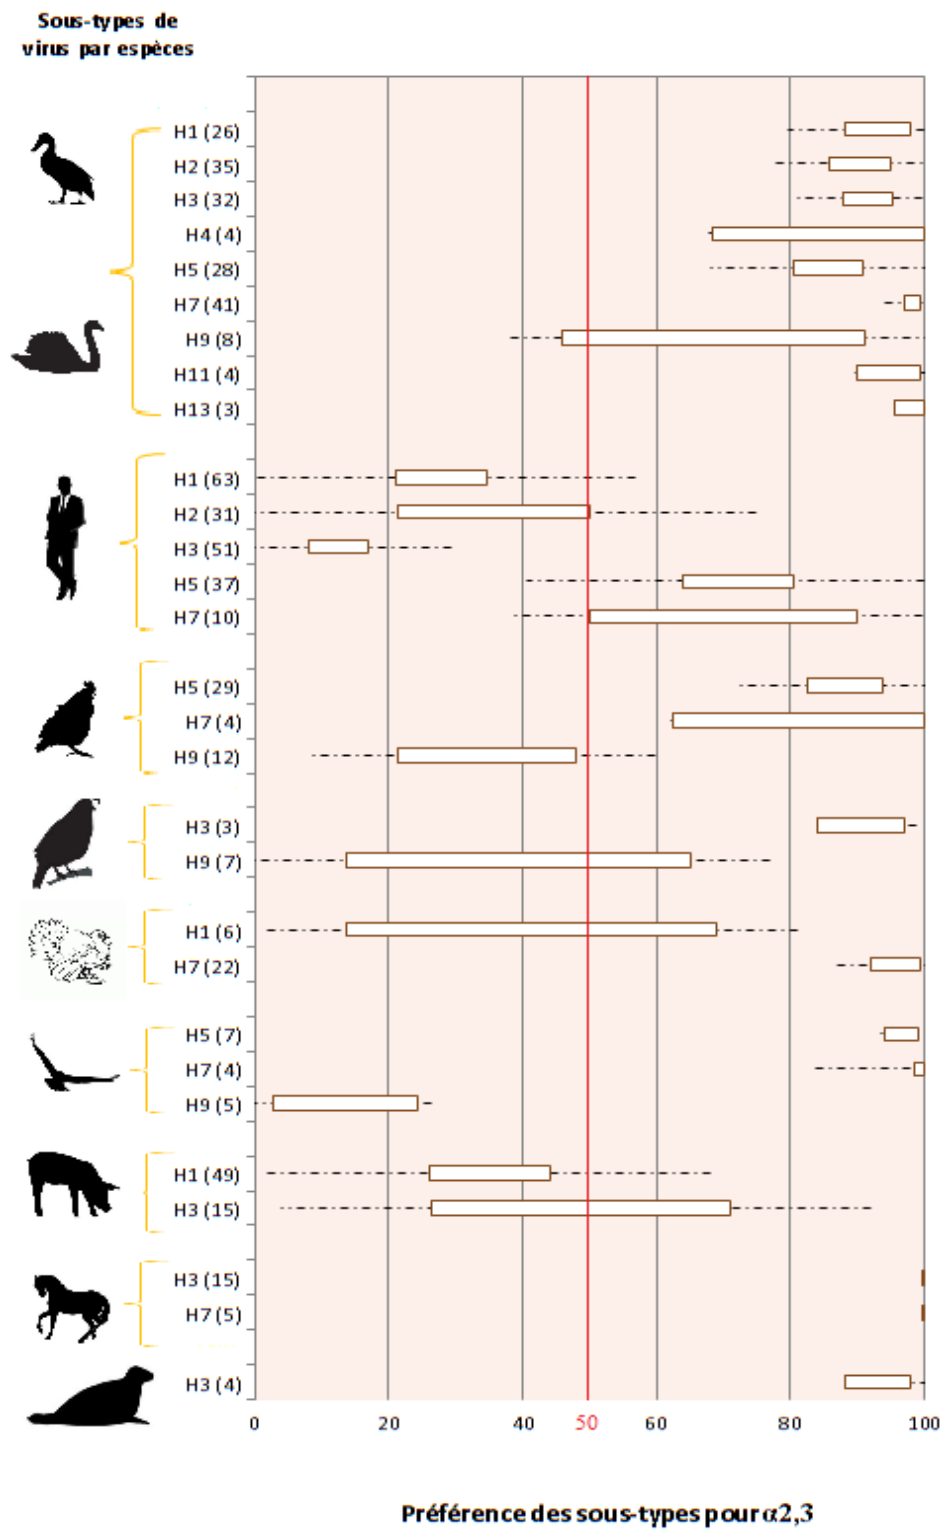 Sous-types de
virus par espèces
H1 (26)
H2 (35)
H3 (32)
H4 (4)
H5 (28)
H7 (41)
H9 (8)
H11 (4)
H13 (3)
H1 (63)
H2 (31)
H3 (51)
H5 (37)
H7 (10)
H5 (29)
H7 (4)
H9 (12)
H3 (3)
H9 (7)
H1 (6)
H7 (22)
H5 (7)
H7 (4)
H9 (5)
H1 (49)
H3 (15)
H3 (15)
H7 (5)
H3 (4)
0 20 40 50 60 80 100
Préférence des sous-types pour α2,3